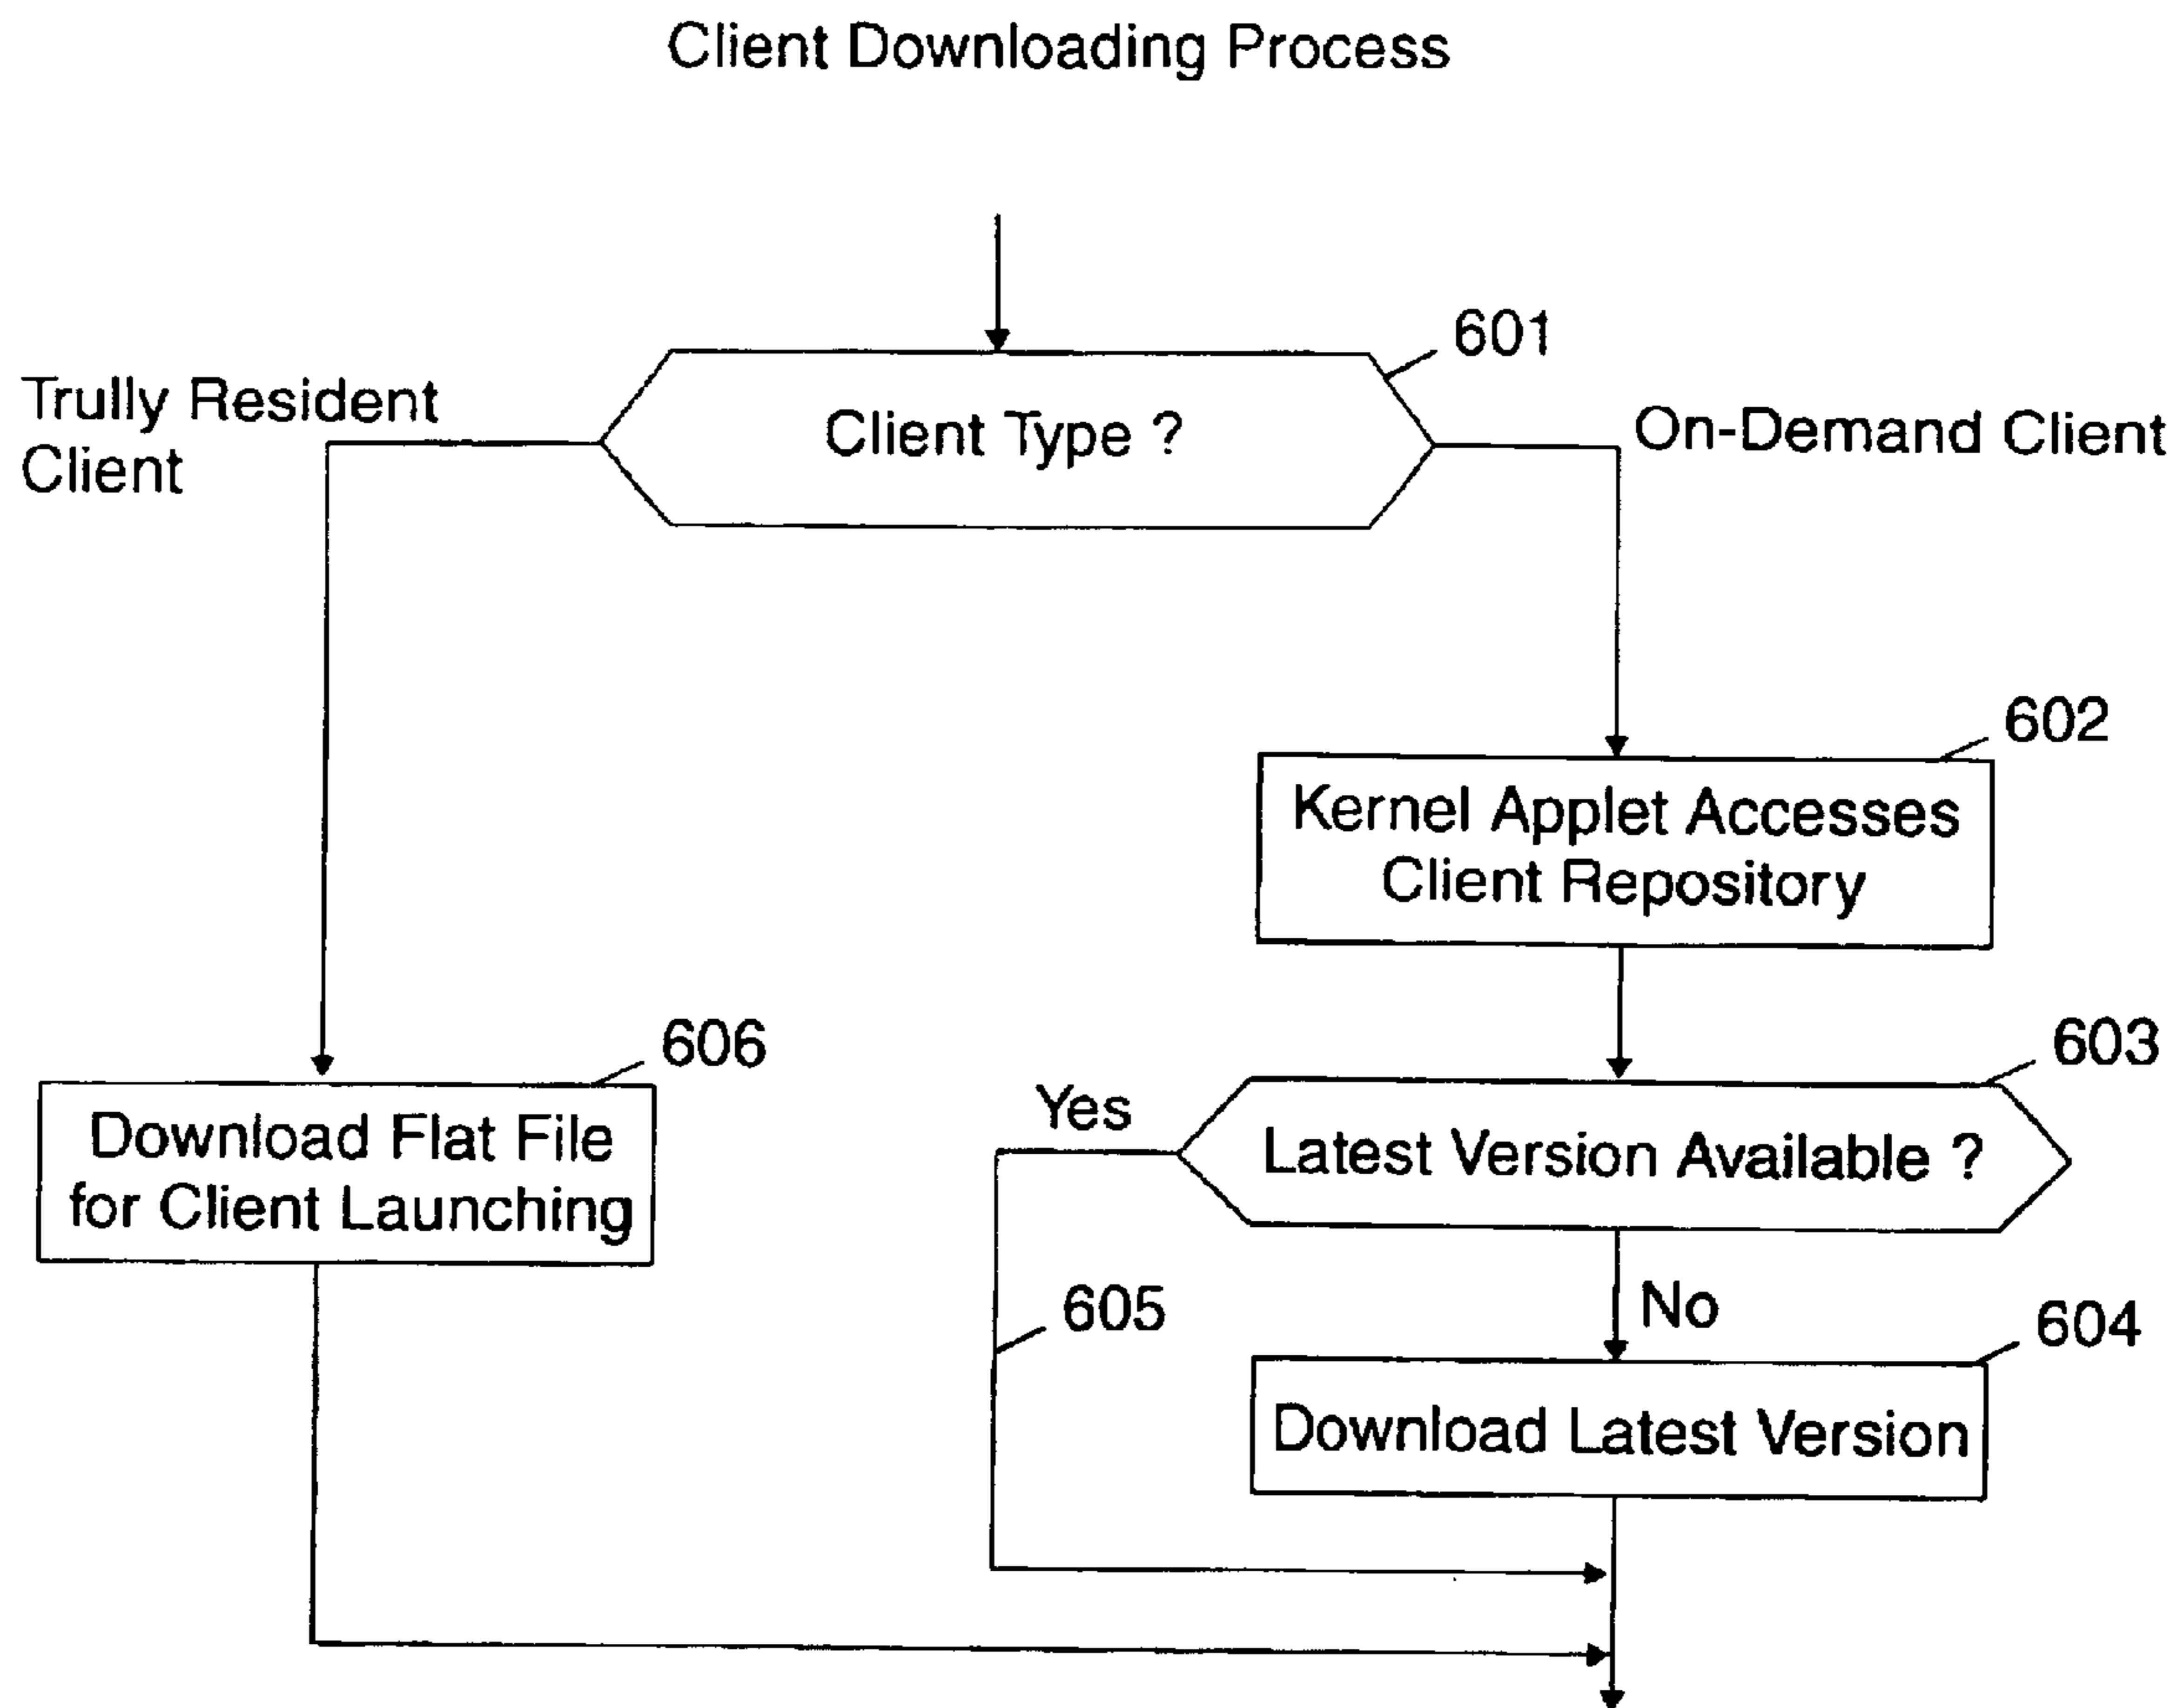 Client Downloading Process
601
Trully Resident
Client
Client Type ?
On-Demand Client
602
Kernel Applet Accesses
Client Repository
606
603
Download Flat File
for Client Launching
Yes
Latest Version Available ?
605
No
604
Download Latest Version